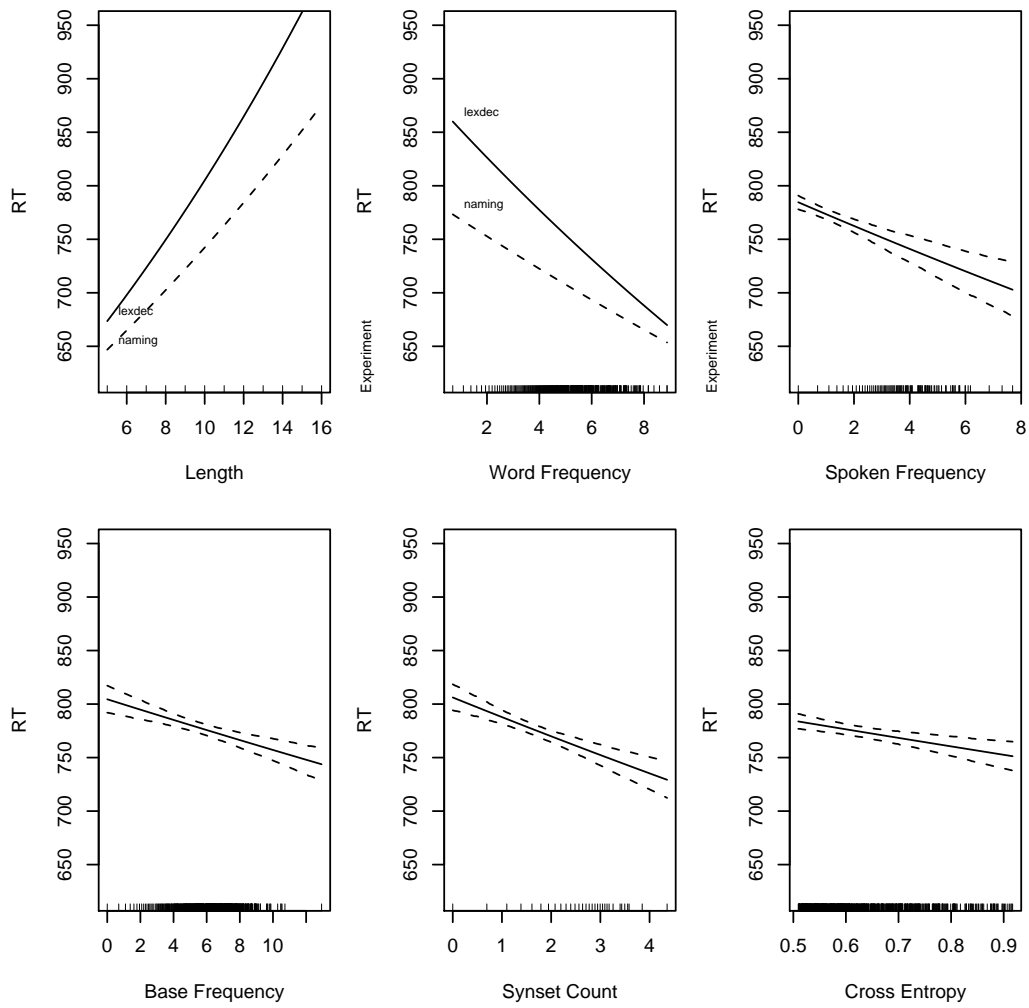 950
900
850
800
750
700
650
RT
lexdec
naming
Experiment
6 8 10 12 14 16
Length
950
900
850
800
750
700
650
RT
lexdec
naming
Experiment
2 4 6 8
Word Frequency
950
900
850
800
750
700
650
RT
0 2 4 6 8
Spoken Frequency
950
900
850
800
750
700
650
RT
0 2 4 6 8 10
Base Frequency
950
900
850
800
750
700
650
RT
0 1 2 3 4
Synset Count
950
900
850
800
750
700
650
RT
0.5 0.6 0.7 0.8 0.9
Cross Entropy